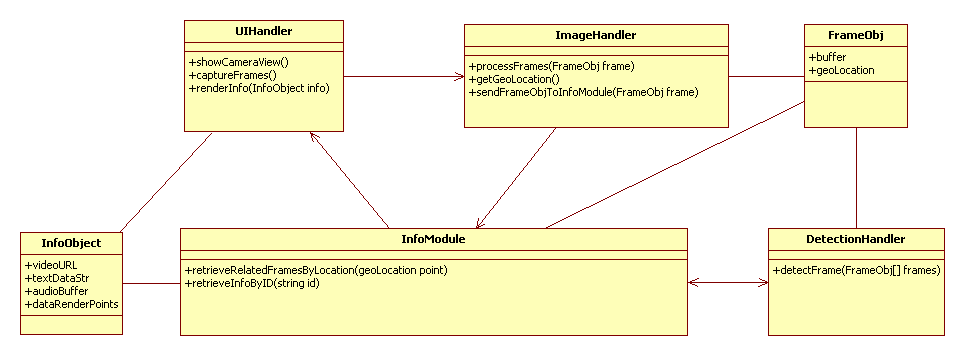 UIHandler
+showCameraView()
+captureFrames()
+renderInfo(InfoObject info)
ImageHandler
+processFrames(FrameObj frame)
+getGeoLocation()
+sendFrameObjToInfoModule(FrameObj frame)
FrameObj
+buffer
+geoLocation
InfoObject
+videoURL
+textDataStr
+audioBuffer
+dataRenderPoints
InfoModule
+retrieveRelatedFramesByLocation(geoLocation point)
+retrieveInfoByID(string id)
DetectionHandler
+detectFrame(FrameObj[] frames)